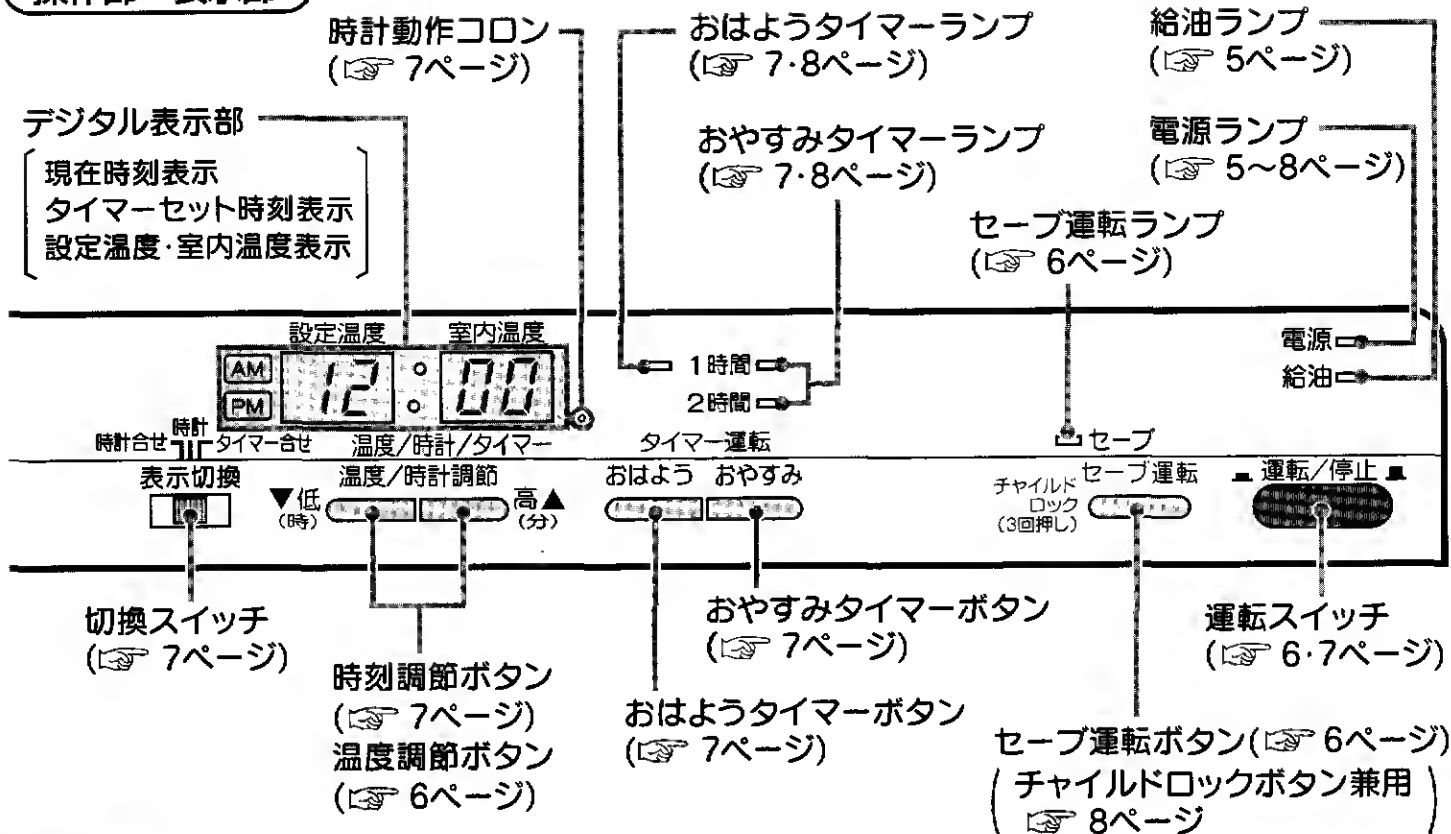 操作部・表示部
時計動作コロン
(☞ 7ページ)
おはようタイマーランプ
(☞ 7·8ページ)
給油ランプ
(☞ 5ページ)
デジタル表示部
現在時刻表示
タイマーセット時刻表示
設定温度·室内温度表示
おやすみタイマーランプ
(☞ 7·8ページ)
電源ランプ
(☞ 5~8ページ)
セーブ運転ランプ
(☞ 6ページ)
設定温度 室内温度
AM
PM
12:00
1時間
2時間
電源
給油
時計合せ 時計 タイマー合せ
温度/時計/タイマー
タイマー運転
セーブ
表示切換
温度/時計調節
▼低
(時)
高▲
(分)
おはよう おやすみ
チャイルド
ロック
(3回押し)
セーブ運転
運転/停止
切換スイッチ
(☞ 7ページ)
時刻調節ボタン
(☞ 7ページ)
温度調節ボタン
(☞ 6ページ)
おやすみタイマーボタン
(☞ 7ページ)
おはようタイマーボタン
(☞ 7ページ)
運転スイッチ
(☞ 6·7ページ)
セーブ運転ボタン(☞ 6ページ)
チャイルドロックボタン兼用
☞ 8ページ